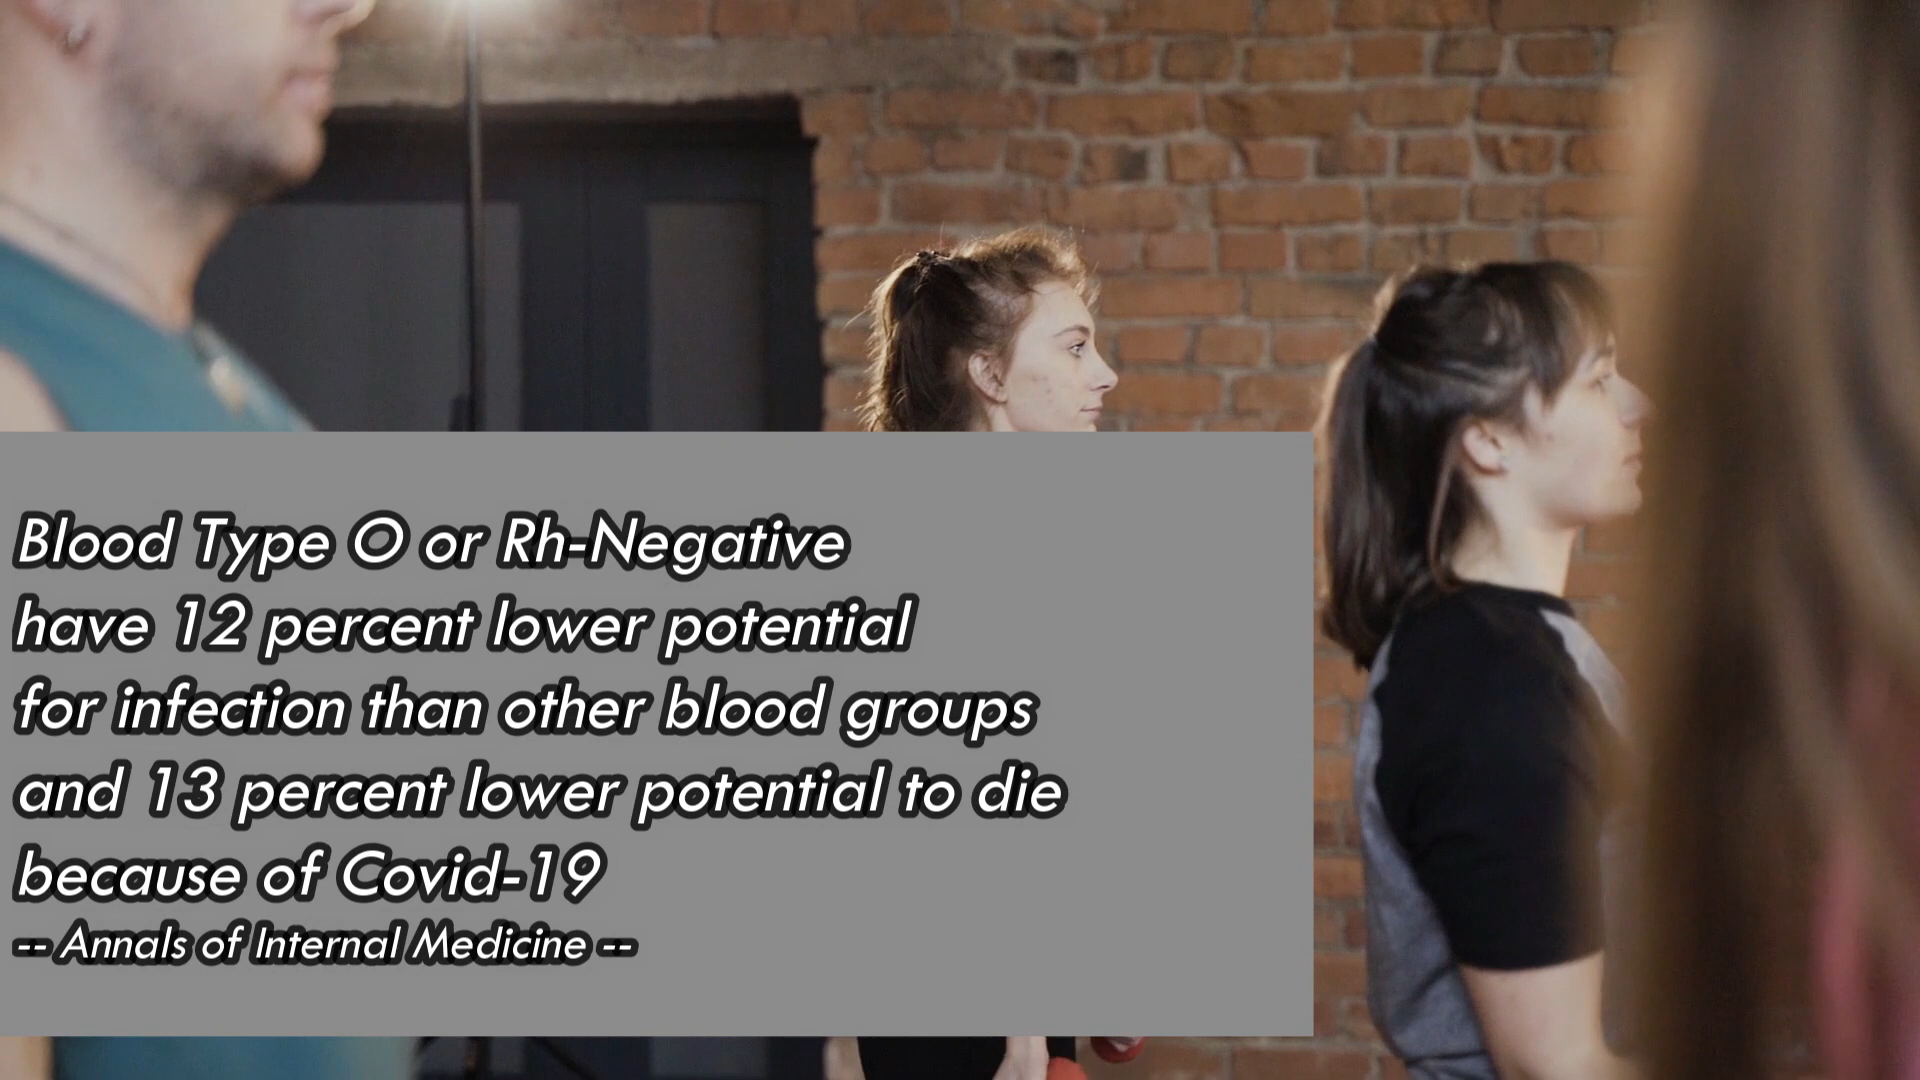 Blood Type O or Rh-Negative
have 12 percent lower potential
for infection than other blood groups
and 13 percent lower potential to die
because of Covid-19
-- Annals of Internal Medicine --